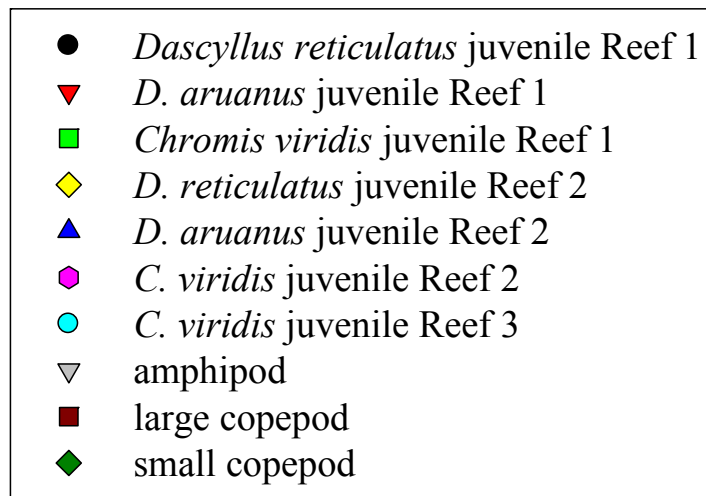 Dascyllus reticulatus juvenile Reef 1
D. aruanus juvenile Reef 1
Chromis viridis juvenile Reef 1
D. reticulatus juvenile Reef 2
D. aruanus juvenile Reef 2
C. viridis juvenile Reef 2
C. viridis juvenile Reef 3
amphipod
large copepod
small copepod